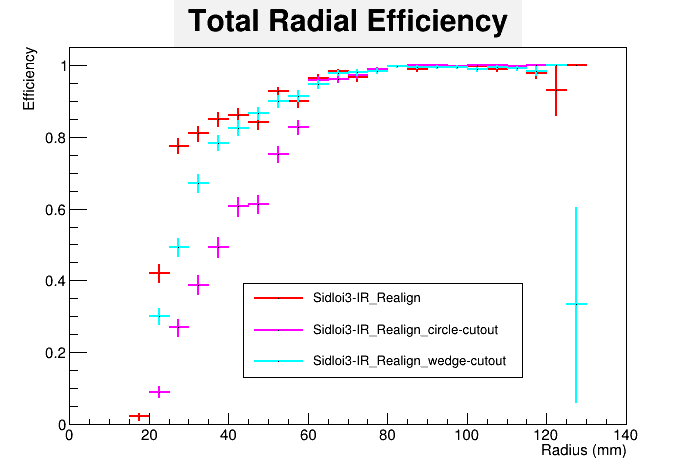 Total Radial Efficiency
Efficiency
1
0.8
0.6
0.4
0.2
0
Sidloi3-IR_Realign
Sidloi3-IR_Realign_circle-cutout
Sidloi3-IR_Realign_wedge-cutout
0 20 40 60 80 100 120 140
Radius (mm)